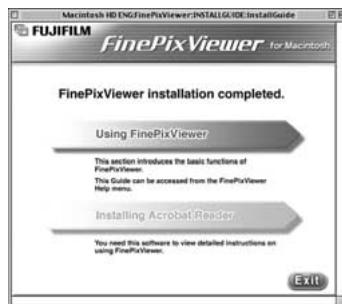 Macintosh HD ENG:FinePixViewer:INSTALLGUIDE:InstallGuide
FUJIFILM
FinePixViewer for Macintosh
FinePixViewer installation completed.
Using FinePixViewer
This section introduces the basic functions of
FinePixViewer.
This Guide can be accessed from the FinePixViewer
Help menu.
Installing Acrobat Reader
You need this software to view detailed instructions on
using FinePixViewer.
Exit